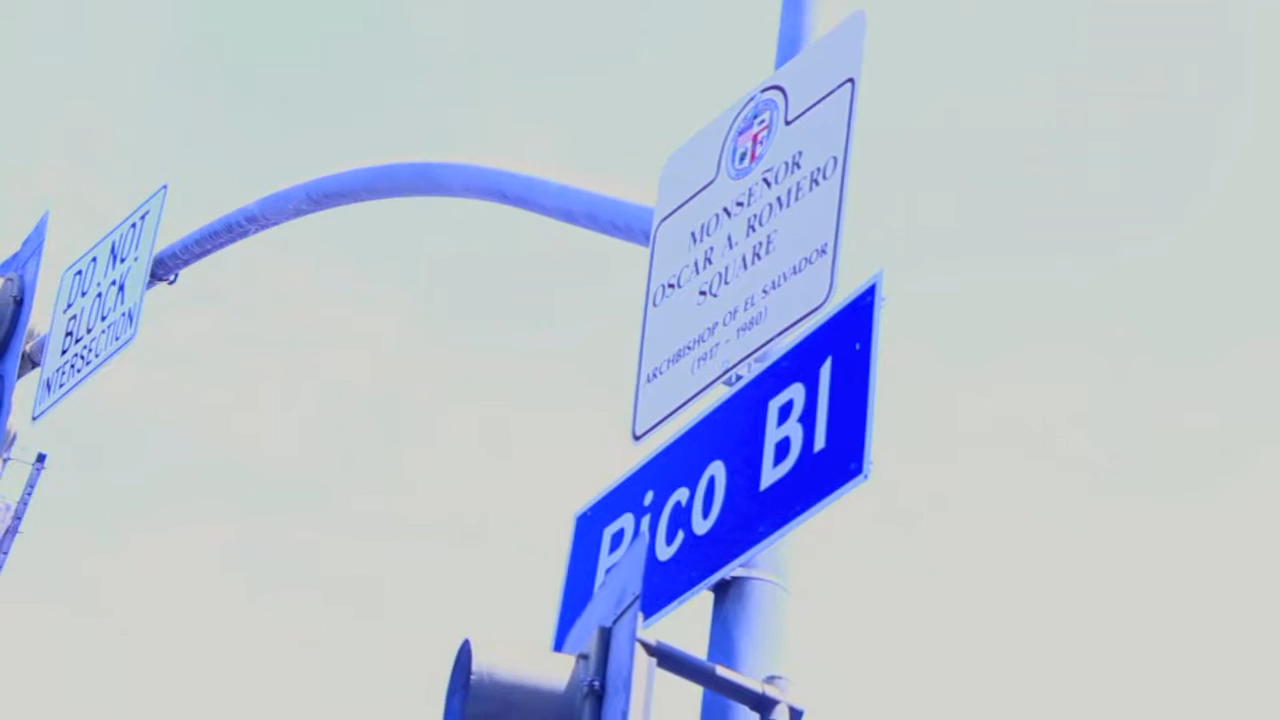 DO NOT
BLOCK
INTERSECTION
MONSEÑOR
OSCAR A. ROMERO
SQUARE
ARCHBISHOP OF EL SALVADOR
(1917 - 1980)
Pico Bl